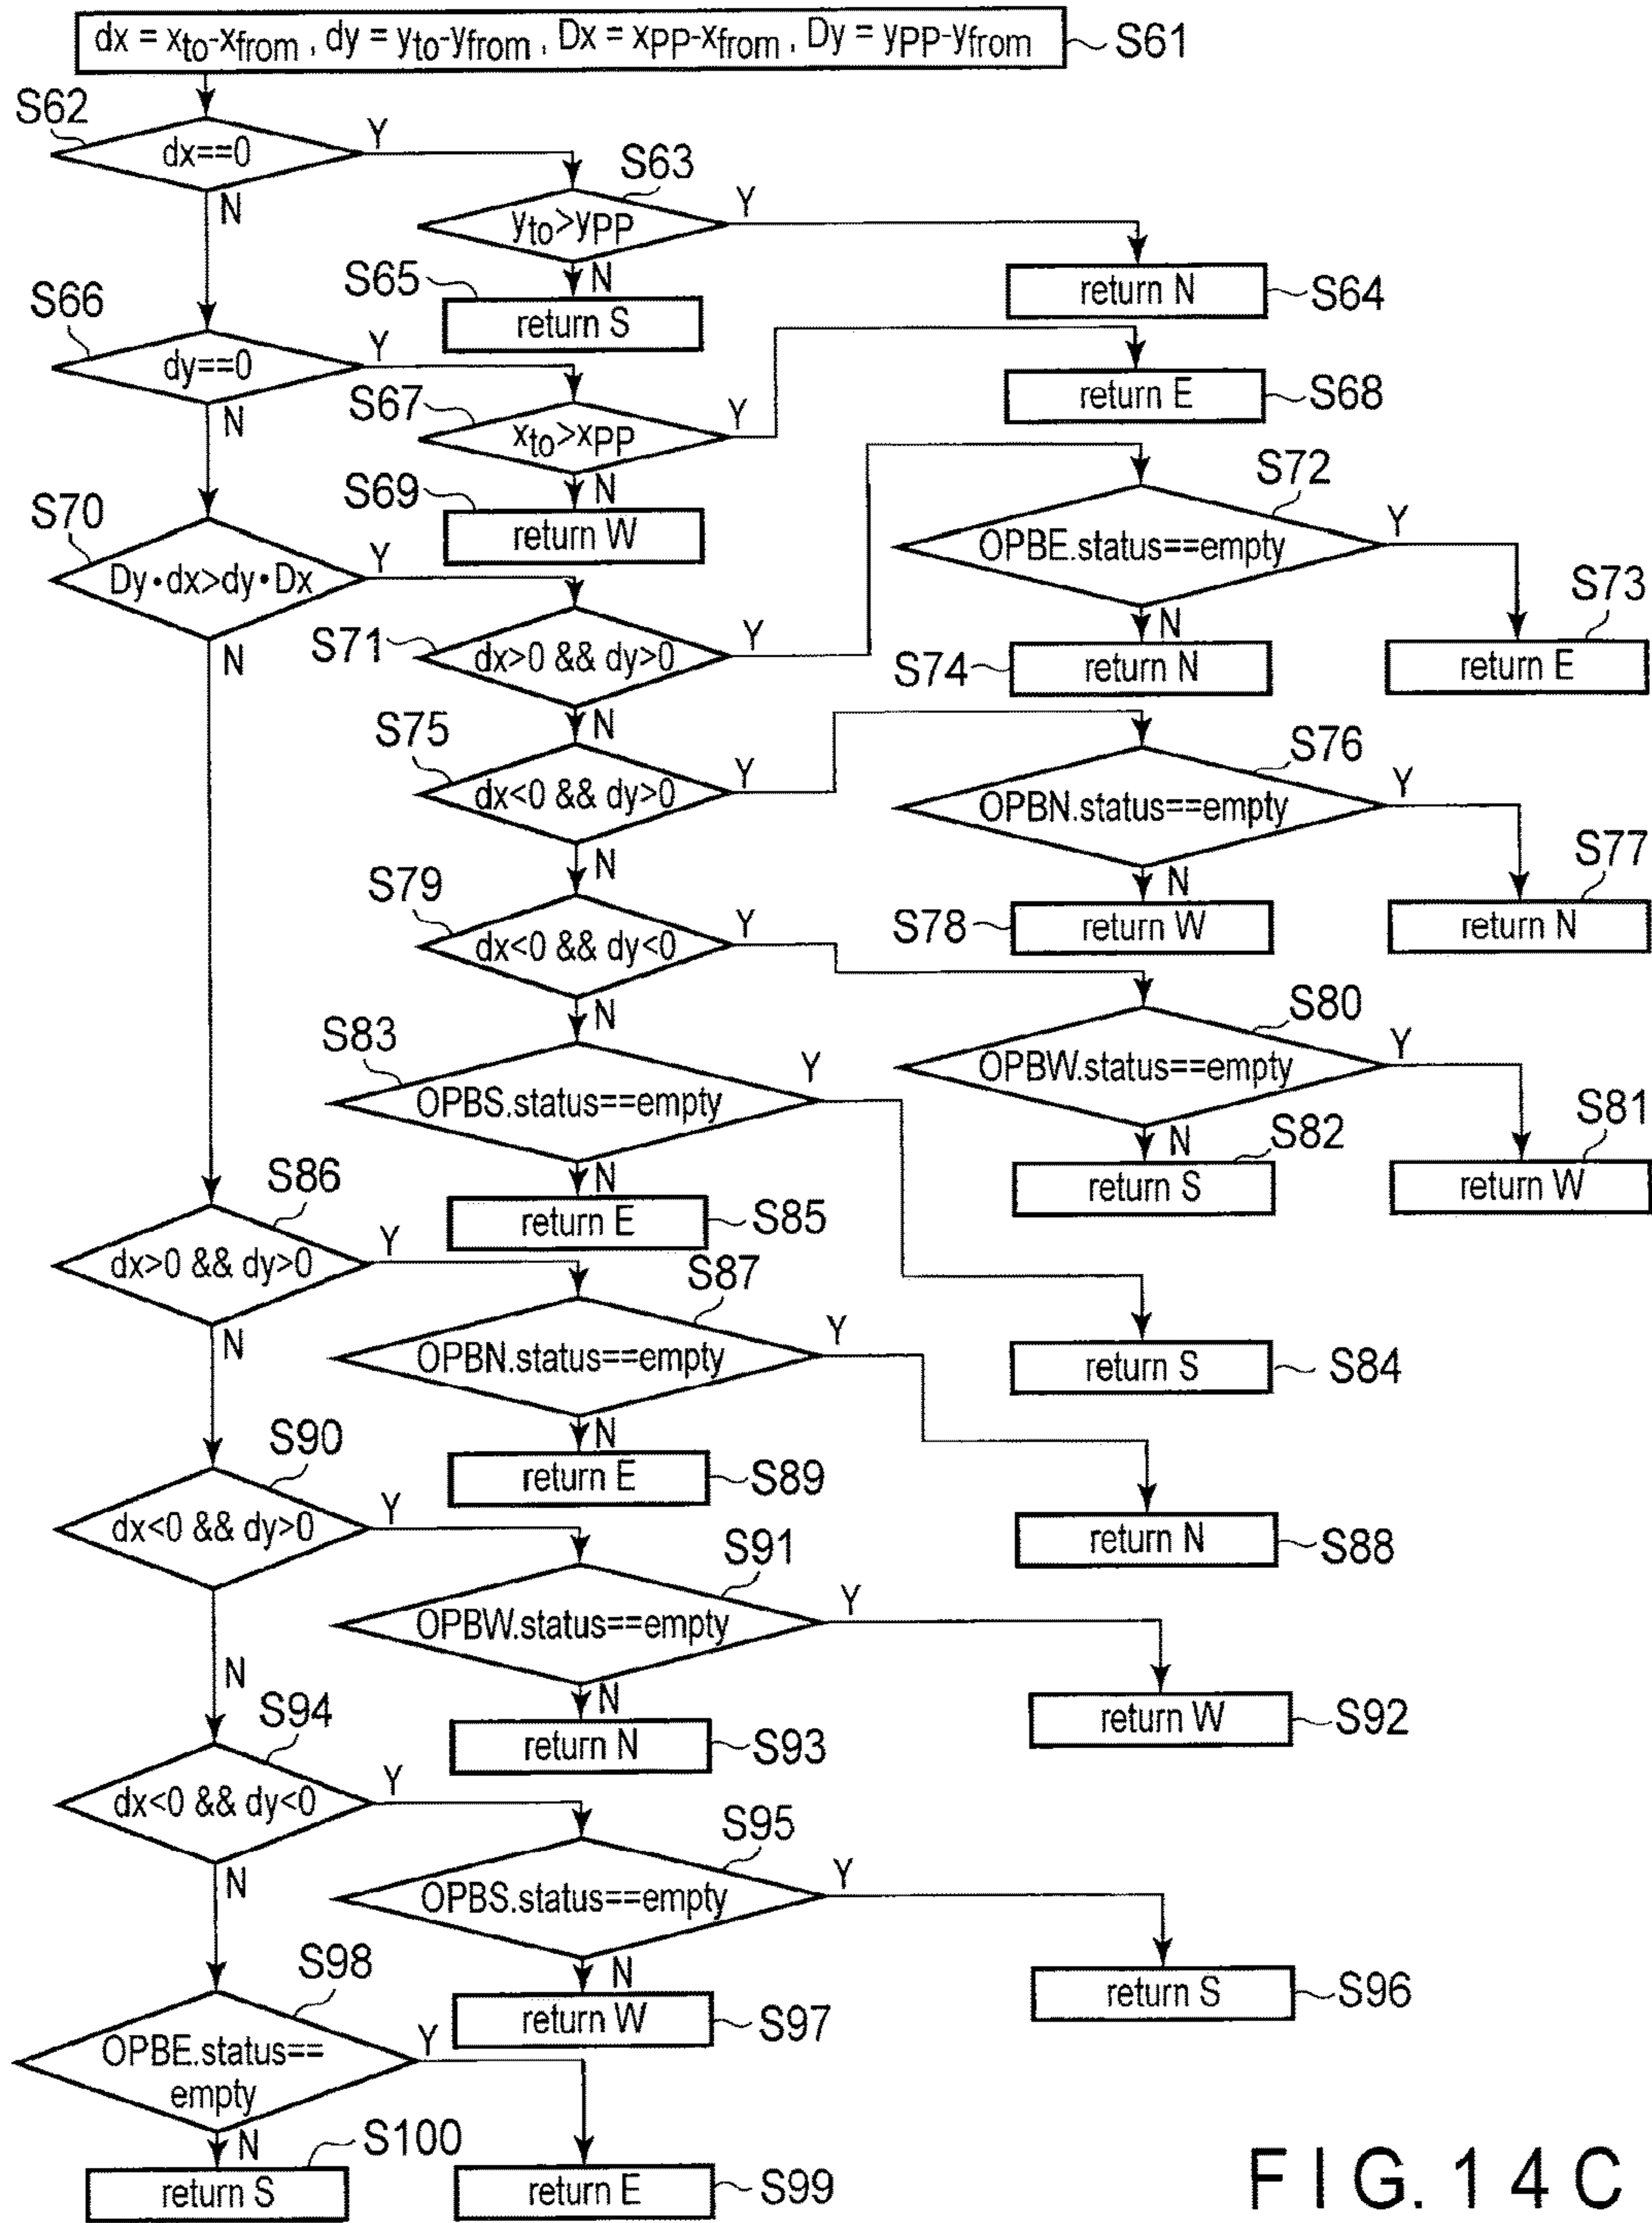 dx = xto-xfrom , dy = yto-yfrom , Dx = xPP-xfrom , Dy = yPP-yfrom
S61
S62
dx==0
Y
N
S63
yto>yPP
Y
N
S65
return S
return N
S64
S66
dy==0
Y
N
S67
xto>xPP
Y
N
return E
S68
S69
return W
S70
Dy·dx>dy·Dx
Y
N
S71
dx>0 && dy>0
Y
N
S72
OPBE.status==empty
Y
N
S73
return E
S74
return N
S75
dx<0 && dy>0
Y
N
S76
OPBN.status==empty
Y
N
S77
return N
S78
return W
S79
dx<0 && dy<0
Y
N
S80
OPBW.status==empty
Y
N
S81
return W
S82
return S
S83
OPBS.status==empty
Y
N
return E
S85
return S
S84
S86
dx>0 && dy>0
Y
N
S87
OPBN.status==empty
Y
N
return E
S89
return N
S88
S90
dx<0 && dy>0
Y
N
S91
OPBW.status==empty
Y
N
return N
S93
return W
S92
S94
dx<0 && dy<0
Y
N
S95
OPBS.status==empty
Y
N
return W
S97
return S
S96
S98
OPBE.status==
empty
Y
N
S100
return S
return E
S99
FIG. 14C